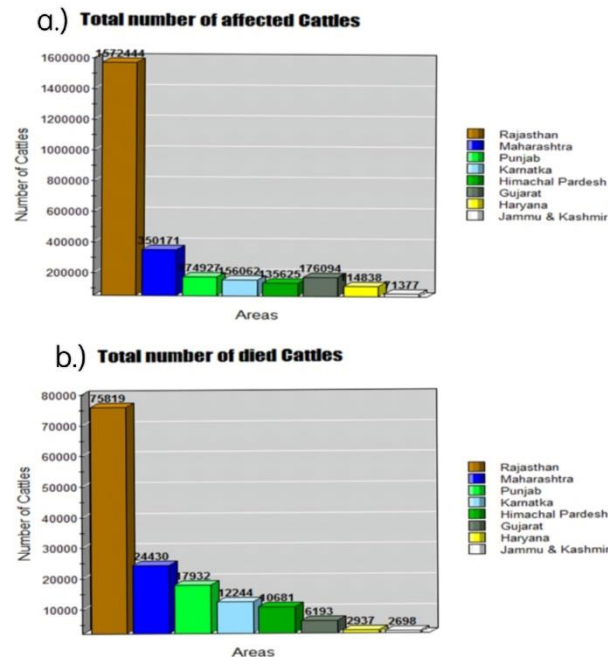 a.) Total number of affected Cattles
Number of Cattles
1600000
1400000
1200000
1000000
800000
600000
400000
200000
1572444
350171
174927
156062
135625
176094
114838
71377
Areas
Rajasthan
Maharashtra
Punjab
Karnatka
Himachal Pardesh
Gujarat
Haryana
Jammu & Kashmir
b.) Total number of died Cattles
Number of Cattles
80000
70000
60000
50000
40000
30000
20000
10000
75819
24430
17932
12244
10681
6193
2937
2698
Areas
Rajasthan
Maharashtra
Punjab
Karnatka
Himachal Pardesh
Gujarat
Haryana
Jammu & Kashmir